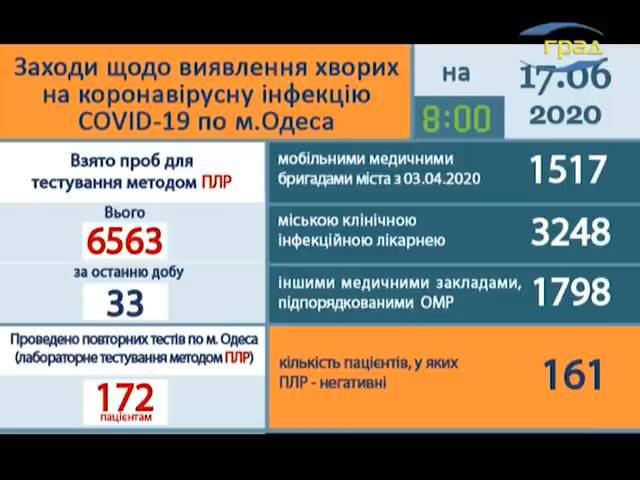 град
Заходи щодо виявлення хворих
на коронавірусну інфекцію
COVID-19 по м.Одеса
на
8:00
17.06
2020
Взято проб для
тестування методом ПЛР
Вього
6563
за останню добу
33
мобільними медичними
бригадами міста з 03.04.2020
1517
міською клінічною
інфекційною лікарнею
3248
іншими медичними закладами,
підпорядкованими ОМР
1798
Проведено повторних тестів по м. Одеса
(лабораторне тестування методом ПЛР)
172
пацієнтам
кількість пацієнтів, у яких
ПЛР - негативні
161